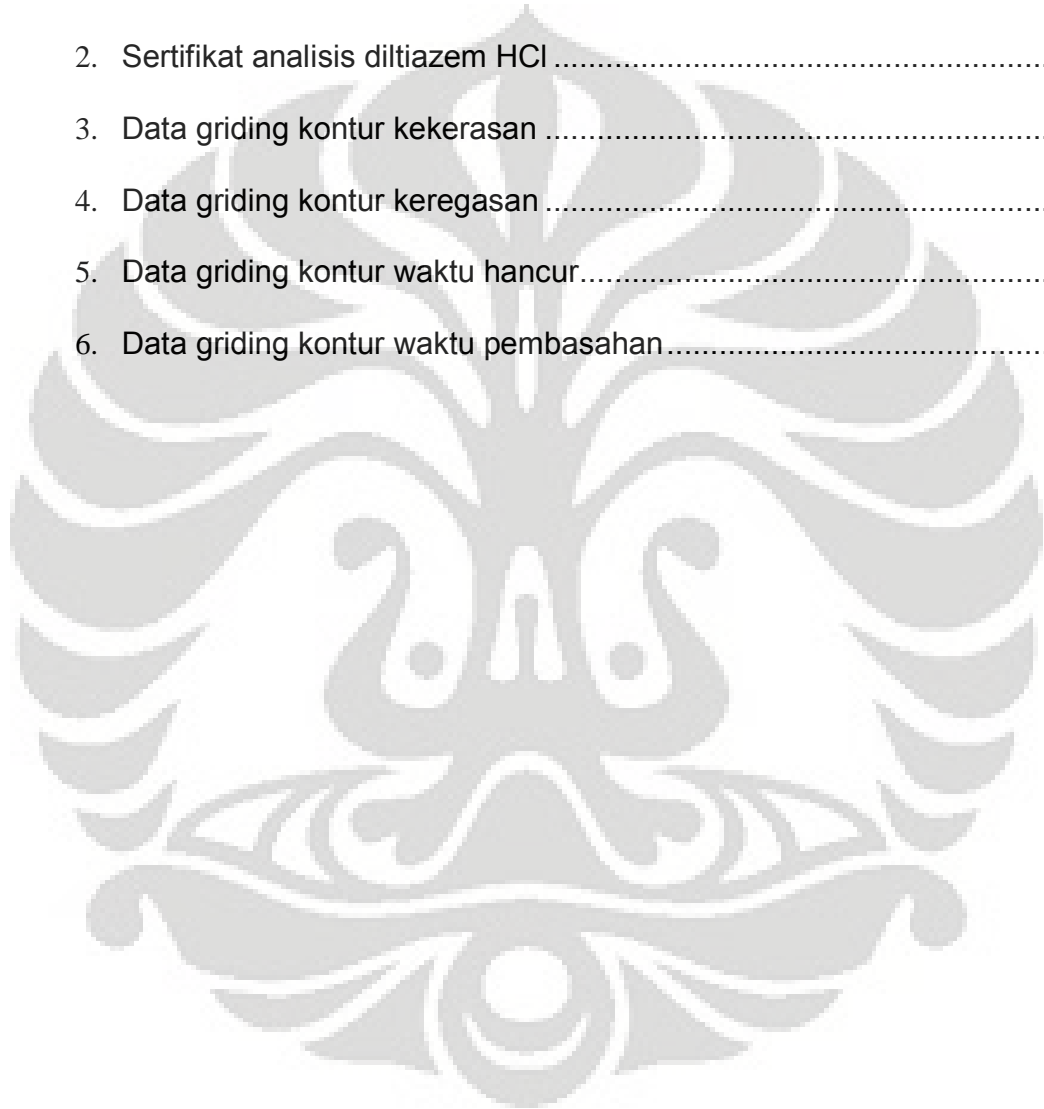 2. Sertifikat analisis diltiazem HCl ............................................................
3. Data griding kontur kekerasan .............................................................
4. Data griding kontur keregasan .............................................................
5. Data griding kontur waktu hancur.........................................................
6. Data griding kontur waktu pembasahan..............................................